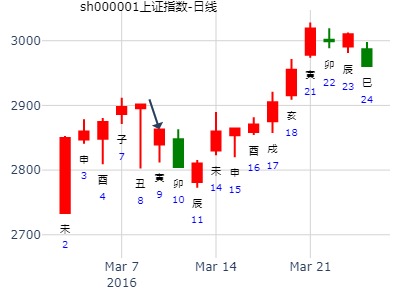 sh000001上证指数-日线
3000
2900
2800
2700
未
2
申
3
酉
4
子
7
丑
8
寅
9
卯
10
辰
11
未
14
申
15
酉
16
戌
17
亥
18
寅
21
卯
22
辰
23
巳
24
Mar 7
2016
Mar 14
Mar 21